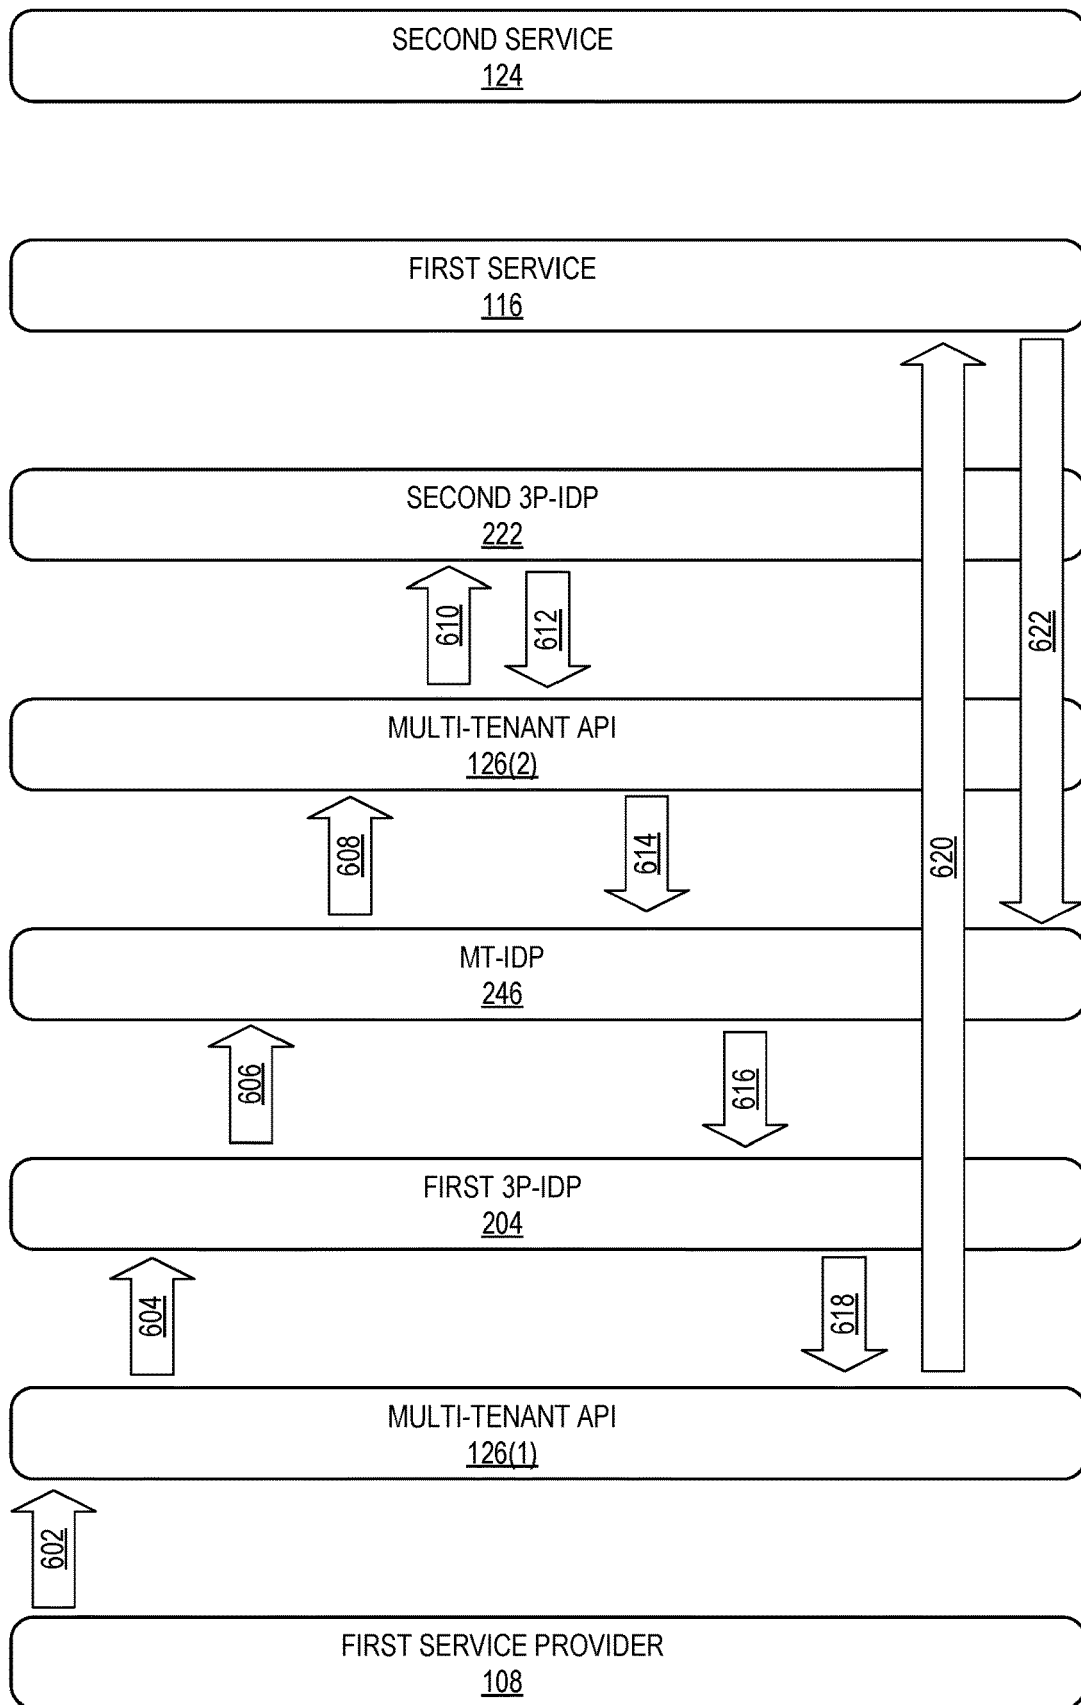 SECOND SERVICE
124
FIRST SERVICE
116
SECOND 3P-IDP
222
610
612
622
MULTI-TENANT API
126(2)
608
614
620
MT-IDP
246
606
616
FIRST 3P-IDP
204
604
618
MULTI-TENANT API
126(1)
602
FIRST SERVICE PROVIDER
108